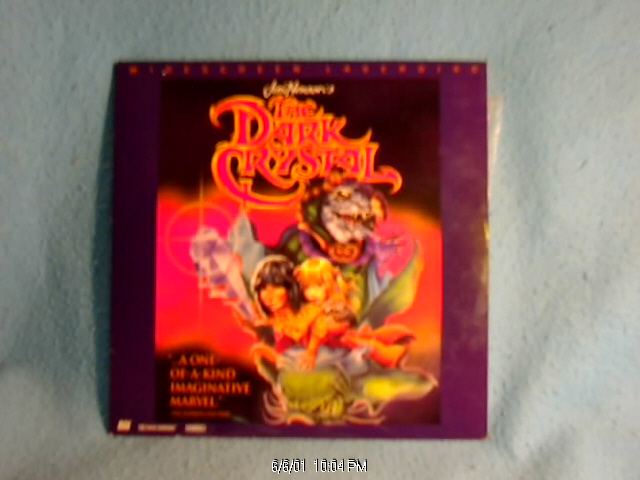 WIDESCREEN LASERDISC
Jim Henson's
THE
DARK
CRYSTAL
"...A ONE-
OF-A-KIND
IMAGINATIVE
MARVEL."
6/6/01 10:04 PM